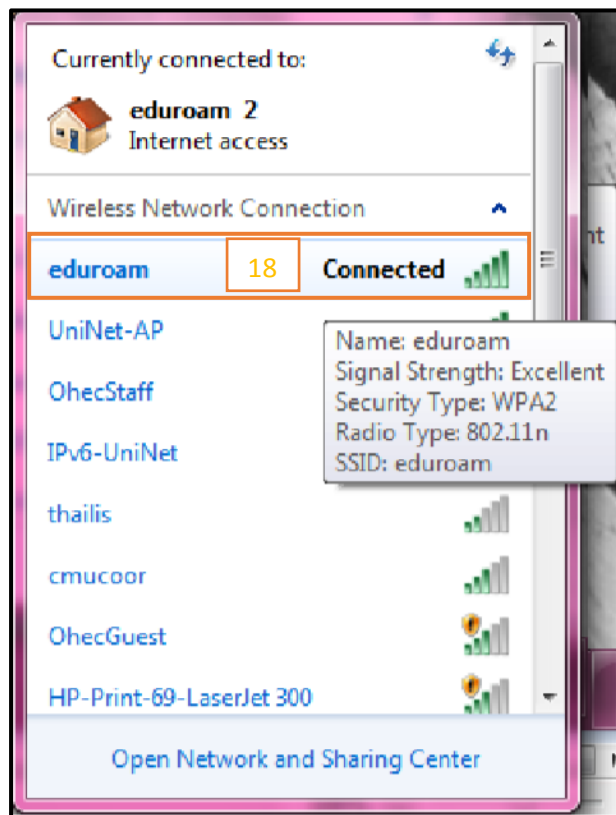 Currently connected to:
eduroam 2
Internet access
Wireless Network Connection
eduroam 18 Connected
UniNet-AP
Name: eduroam
Signal Strength: Excellent
Security Type: WPA2
Radio Type: 802.11n
SSID: eduroam
OhecStaff
IPv6-UniNet
thailis
cmucoor
OhecGuest
HP-Print-69-LaserJet 300
Open Network and Sharing Center